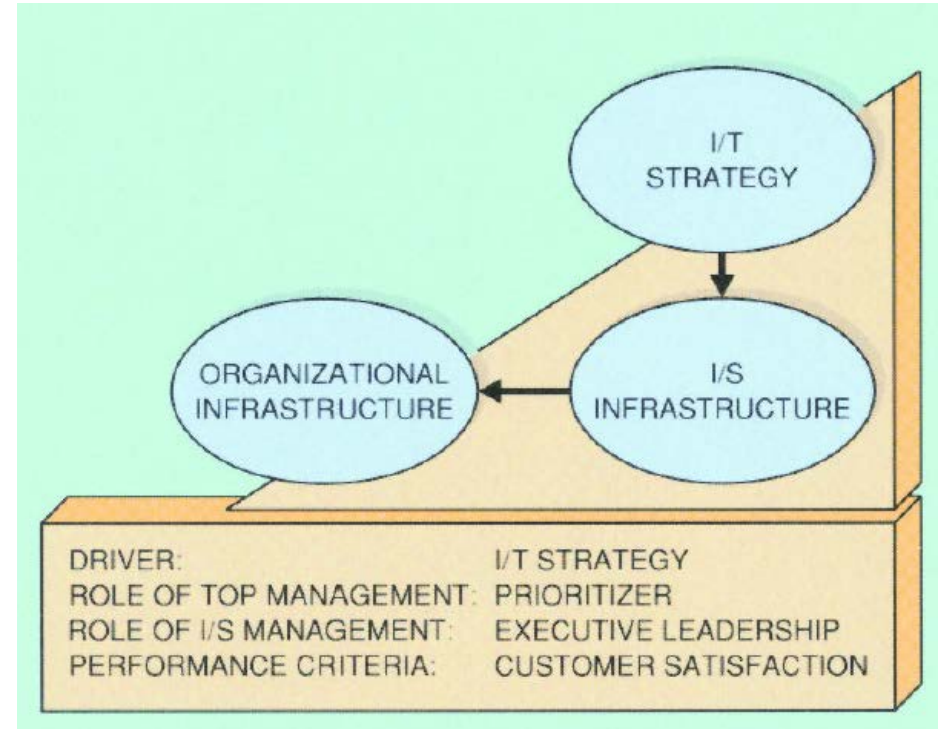 I/T
STRATEGY
ORGANIZATIONAL
INFRASTRUCTURE
I/S
INFRASTRUCTURE
DRIVER: I/T STRATEGY
ROLE OF TOP MANAGEMENT: PRIORITIZER
ROLE OF I/S MANAGEMENT: EXECUTIVE LEADERSHIP
PERFORMANCE CRITERIA: CUSTOMER SATISFACTION